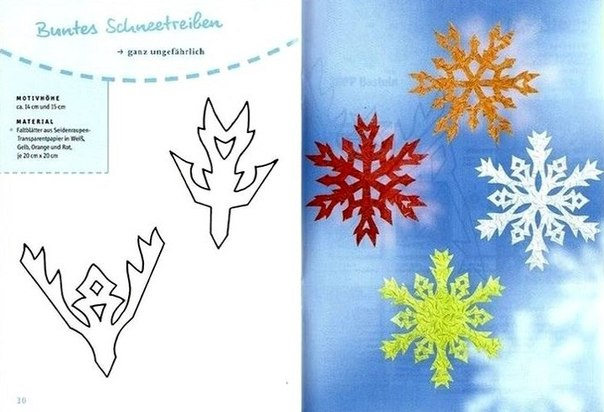 Buntes Schneetreiben
→ ganz ungefährlich
MOTIVHÖHE
ca. 14 cm und 15 cm
MATERIAL
• Faltblätter aus Seidenraupen-
Transparentpapier in Weiß,
Gelb, Orange und Rot,
je 20 cm x 20 cm